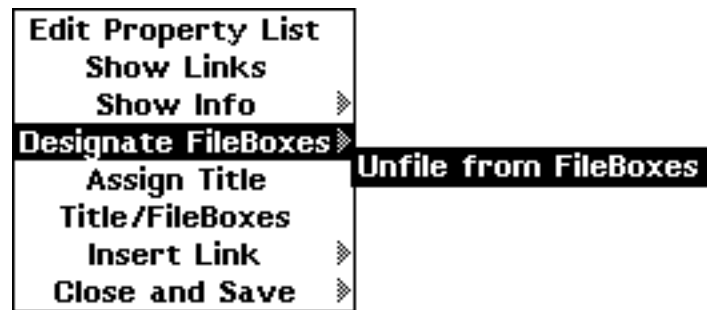 Edit Property List
Show Links
Show Info
Designate FileBoxes
Unfile from FileBoxes
Assign Title
Title/FileBoxes
Insert Link
Close and Save